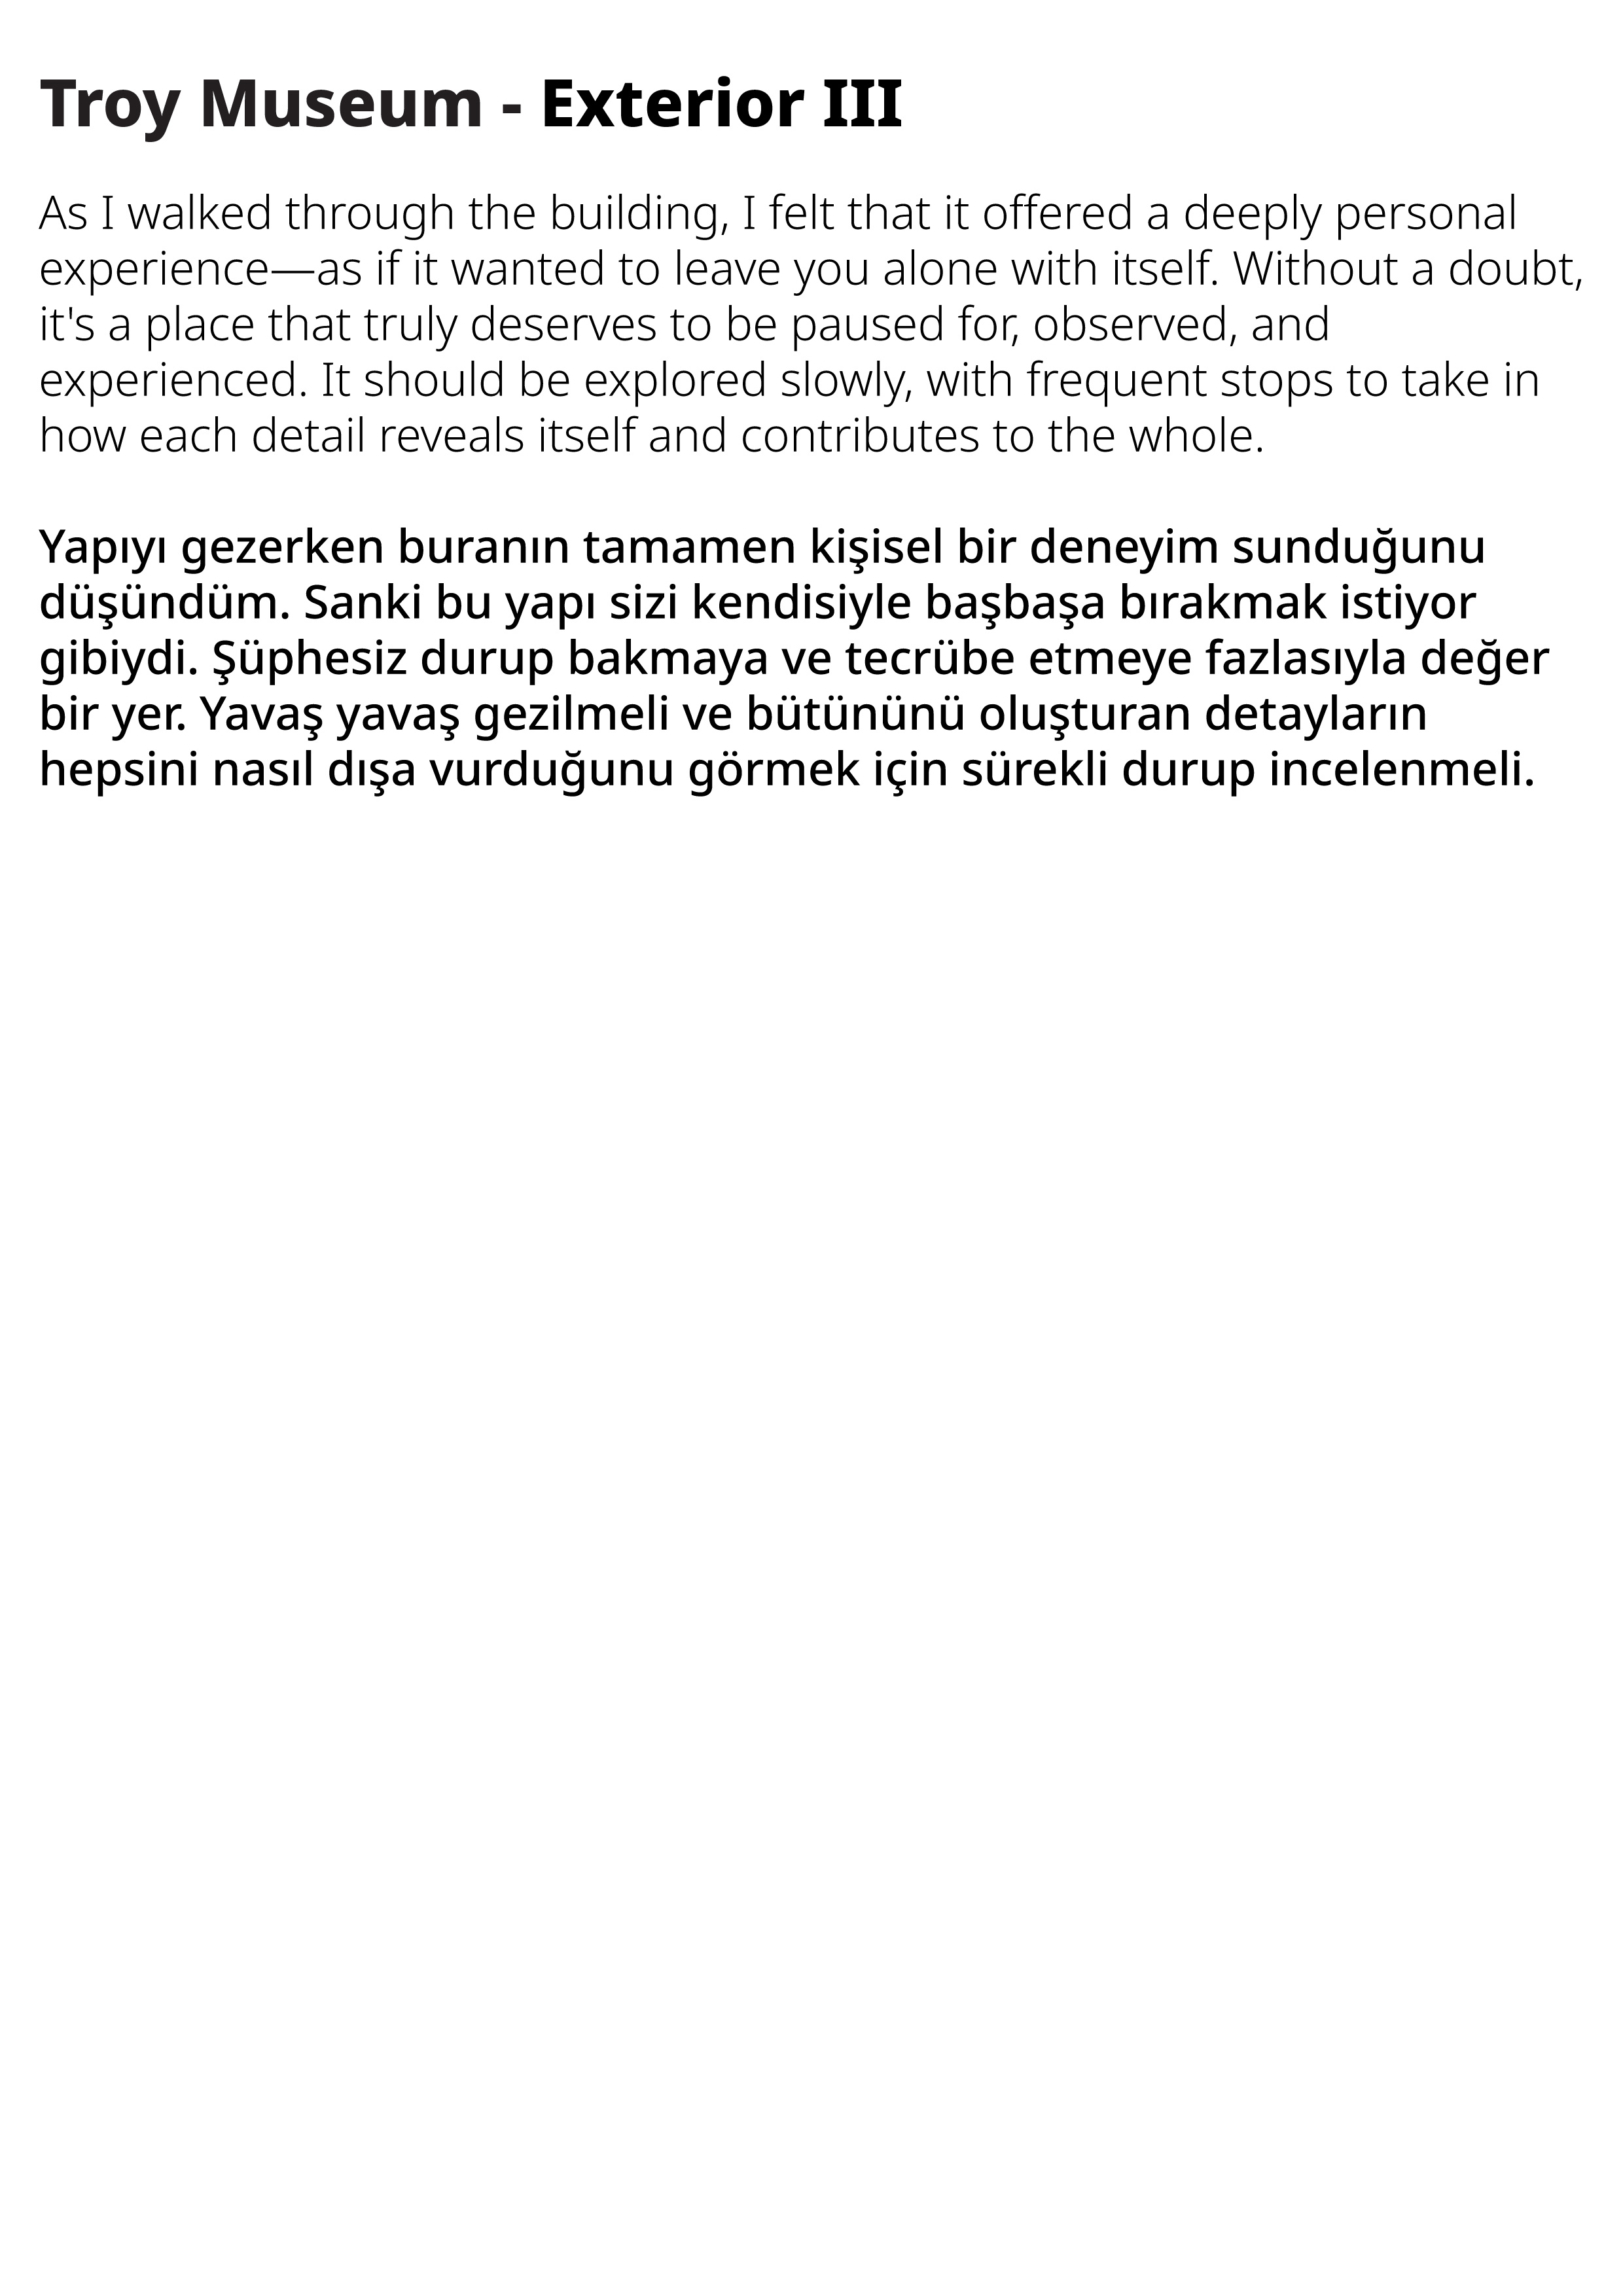 Troy Museum - Exterior III
As I walked through the building, I felt that it offered a deeply personal
experience—as if it wanted to leave you alone with itself. Without a doubt,
it's a place that truly deserves to be paused for, observed, and
experienced. It should be explored slowly, with frequent stops to take in
how each detail reveals itself and contributes to the whole.
Yapıyı gezerken buranın tamamen kişisel bir deneyim sunduğunu
düşündüm. Sanki bu yapı sizi kendisiyle başbaşa bırakmak istiyor
gibiydi. Şüphesiz durup bakmaya ve tecrübe etmeye fazlasıyla değer
bir yer. Yavaş yavaş gezilmeli ve bütününü oluşturan detayların
hepsini nasıl dışa vurduğunu görmek için sürekli durup incelenmeli.